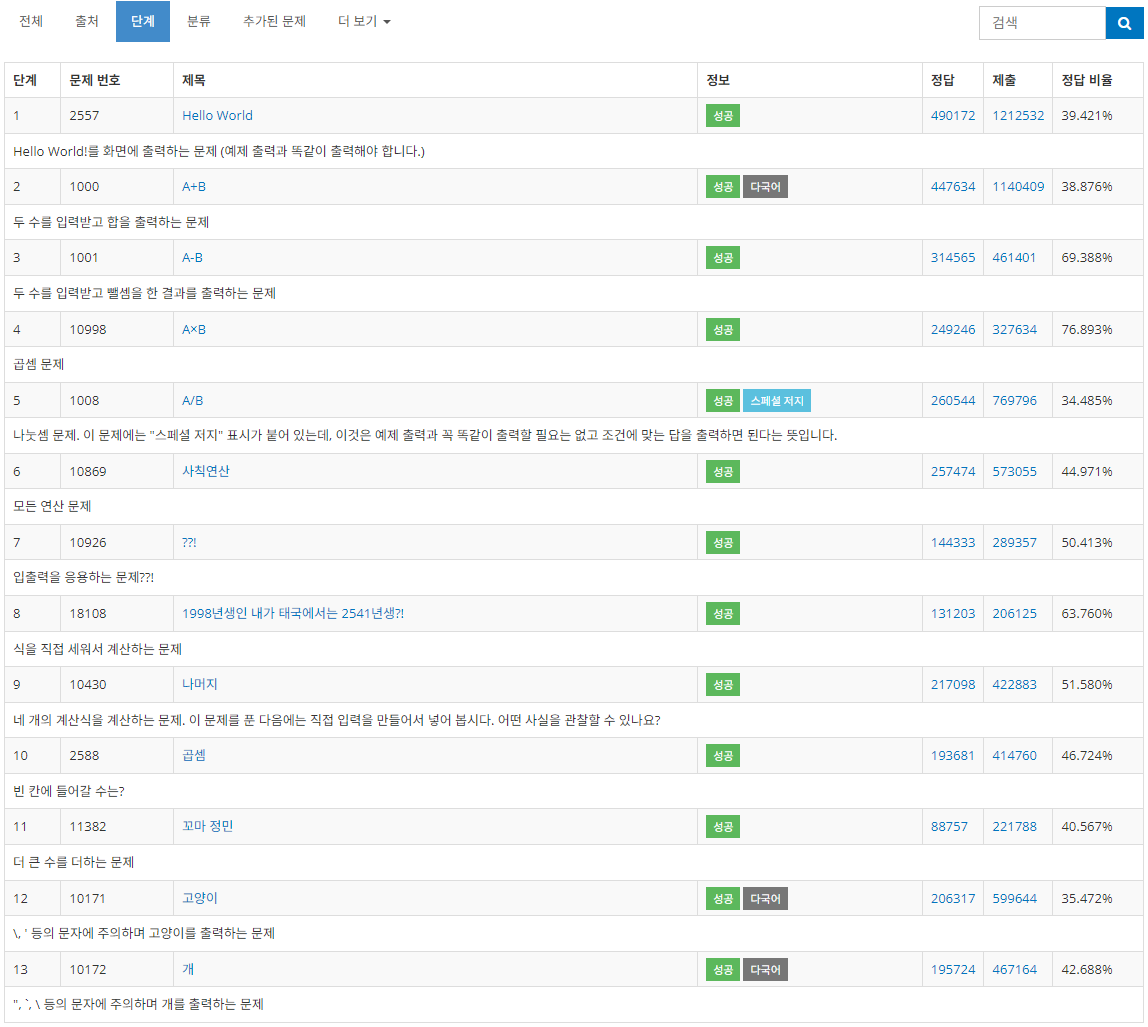 전체 출처 단계 분류 추가된 문제 더 보기 검색
단계 문제 번호 제목 정보 정답 제출 정답 비율
1 2557 Hello World 성공 490172 1212532 39.421%
Hello World!를 화면에 출력하는 문제 (예제 출력과 똑같이 출력해야 합니다.)
2 1000 A+B 성공 다국어 447634 1140409 38.876%
두 수를 입력받고 합을 출력하는 문제
3 1001 A-B 성공 314565 461401 69.388%
두 수를 입력받고 뺄셈을 한 결과를 출력하는 문제
4 10998 A×B 성공 249246 327634 76.893%
곱셈 문제
5 1008 A/B 성공 스페셜 저지 260544 769796 34.485%
나눗셈 문제. 이 문제에는 "스페셜 저지" 표시가 붙어 있는데, 이것은 예제 출력과 꼭 똑같이 출력할 필요는 없고 조건에 맞는 답을 출력하면 된다는 뜻입니다.
6 10869 사칙연산 성공 257474 573055 44.971%
모든 연산 문제
7 10926 ??! 성공 144333 289357 50.413%
입출력을 응용하는 문제??!
8 18108 1998년생인 내가 태국에서는 2541년생?! 성공 131203 206125 63.760%
식을 직접 세워서 계산하는 문제
9 10430 나머지 성공 217098 422883 51.580%
네 개의 계산식을 계산하는 문제. 이 문제를 푼 다음에는 직접 입력을 만들어서 넣어 봅시다. 어떤 사실을 관찰할 수 있나요?
10 2588 곱셈 성공 193681 414760 46.724%
빈 칸에 들어갈 수는?
11 11382 꼬마 정민 성공 88757 221788 40.567%
더 큰 수를 더하는 문제
12 10171 고양이 성공 다국어 206317 599644 35.472%
\, ' 등의 문자에 주의하며 고양이를 출력하는 문제
13 10172 개 성공 다국어 195724 467164 42.688%
", `, \ 등의 문자에 주의하며 개를 출력하는 문제